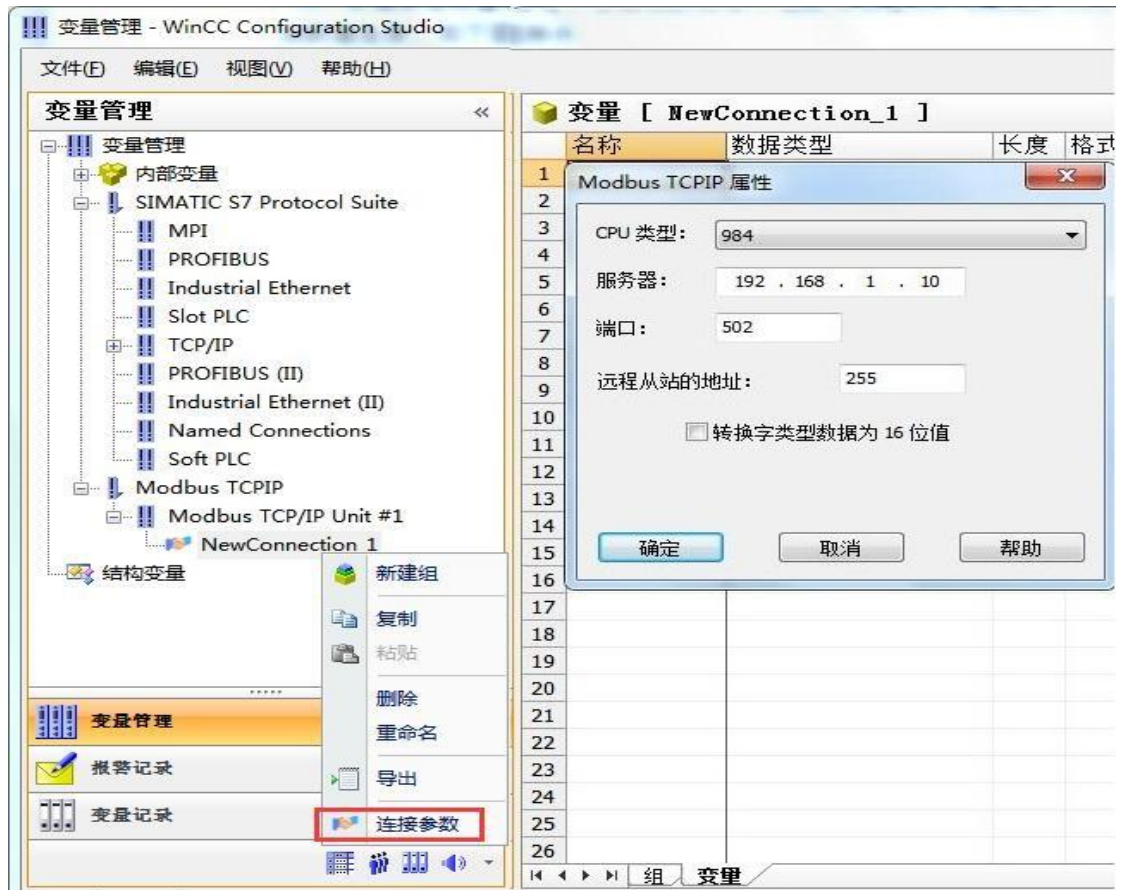 变量管理 - WinCC Configuration Studio
文件(F) 编辑(E) 视图(V) 帮助(H)
变量管理 «
变量管理
内部变量
SIMATIC S7 Protocol Suite
MPI
PROFIBUS
Industrial Ethernet
Slot PLC
TCP/IP
PROFIBUS (II)
Industrial Ethernet (II)
Named Connections
Soft PLC
Modbus TCPIP
Modbus TCP/IP Unit #1
NewConnection 1
结构变量
新建组
复制
粘贴
删除
重命名
导出
连接参数
变量管理
报警记录
变量记录
变量 [ NewConnection_1 ]
名称 数据类型 长度 格式
1
2
3
4
5
6
7
8
9
10
11
12
13
14
15
16
17
18
19
20
21
22
23
24
25
26
Modbus TCPIP 属性
CPU 类型: 984
服务器: 192 . 168 . 1 . 10
端口: 502
远程从站的地址: 255
转换字类型数据为 16 位值
确定 取消 帮助
组 变量